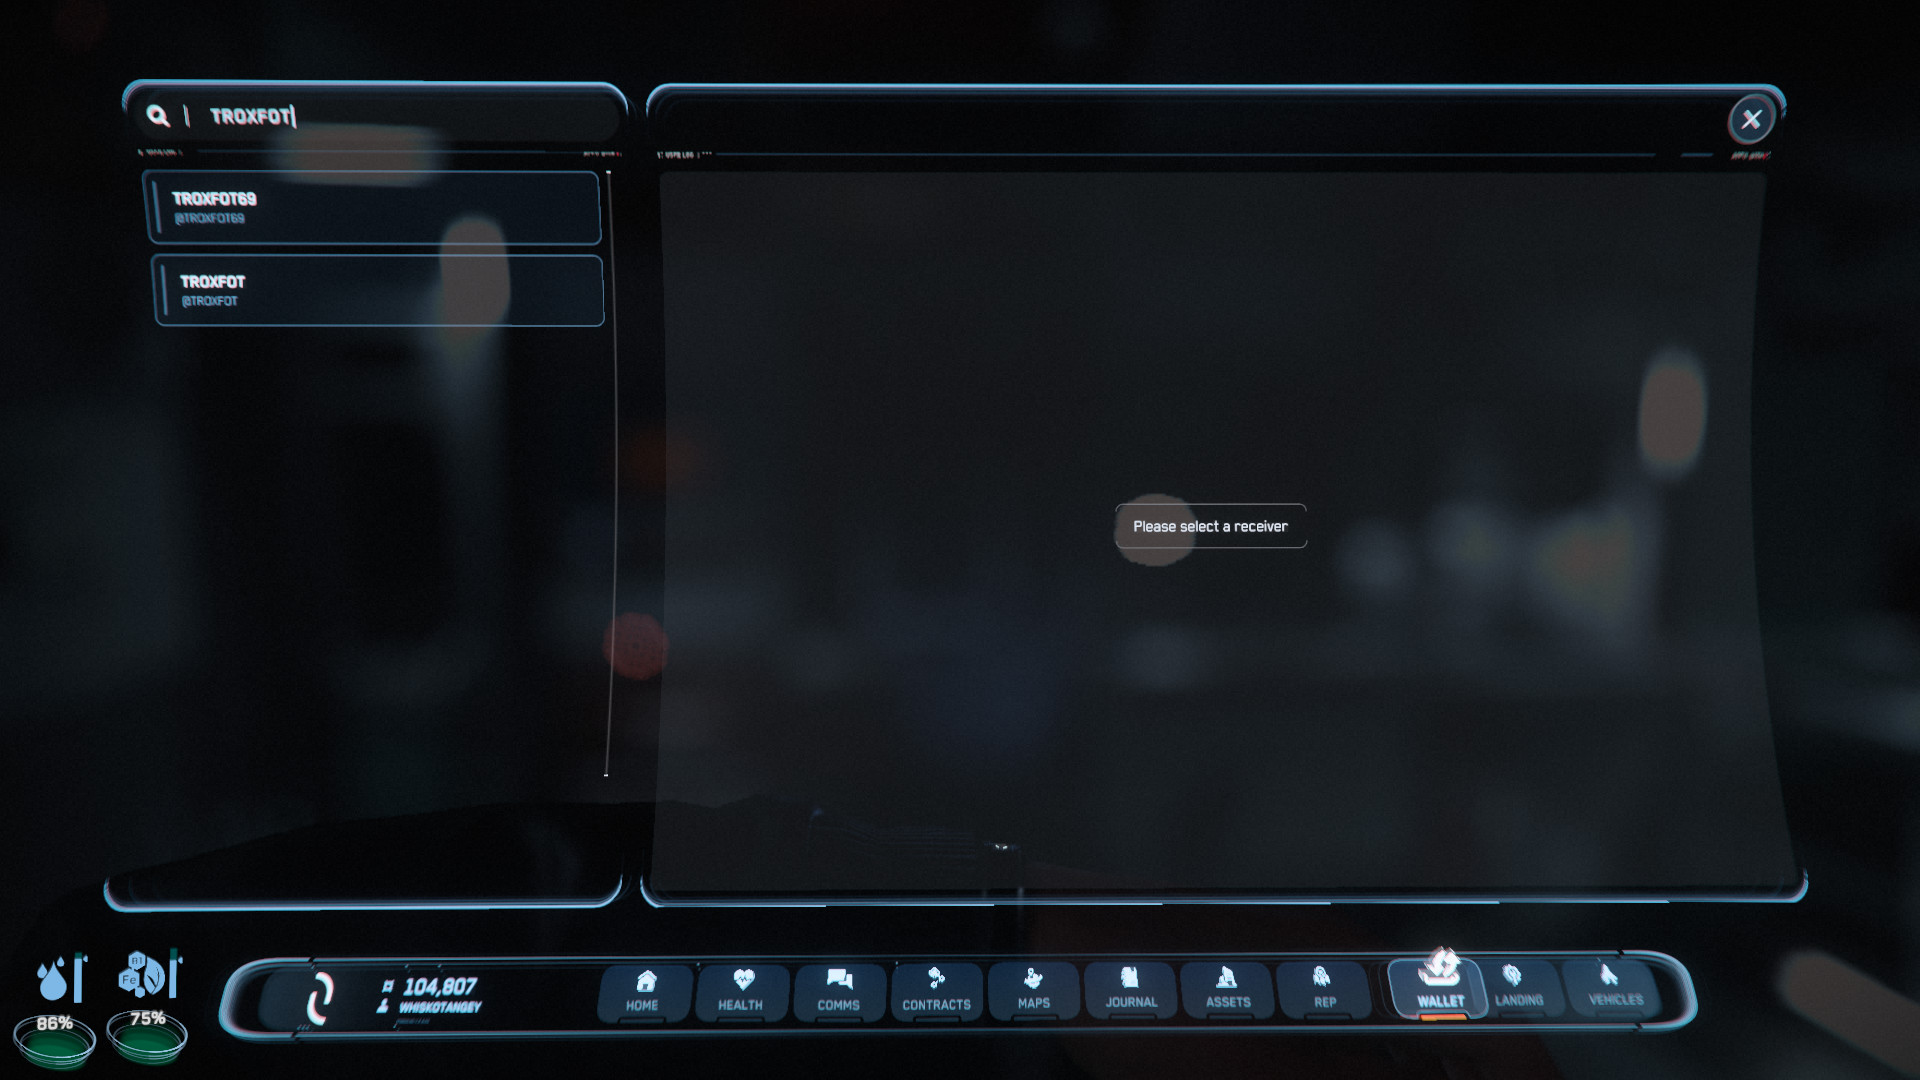 TROXFOT
TROXFOT69
@TROXFOT69
TROXFOT
@TROXFOT
Please select a receiver
86%
75%
104,807
WHISKOTANGEY
HOME
HEALTH
COMMS
CONTRACTS
MAPS
JOURNAL
ASSETS
REP
WALLET
LANDING
VEHICLES